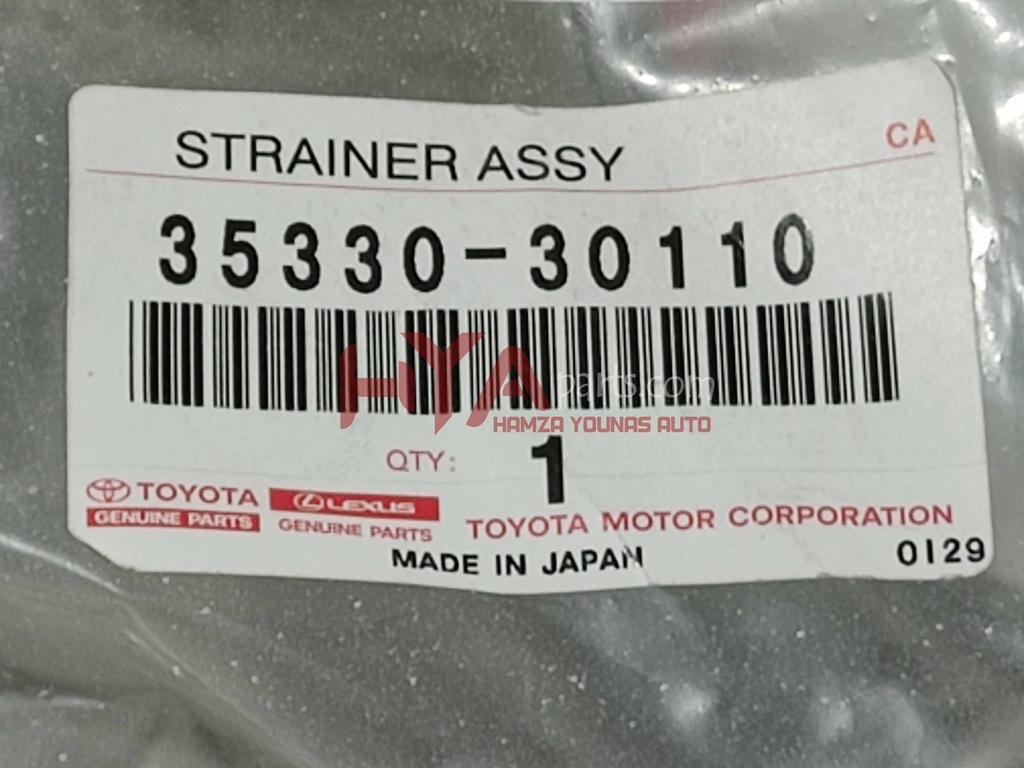 STRAINER ASSY
CA
35330-30110
HYA parts.com
HAMZA YOUNAS AUTO
QTY: 1
TOYOTA
GENUINE PARTS
LEXUS
GENUINE PARTS
TOYOTA MOTOR CORPORATION
MADE IN JAPAN
0129